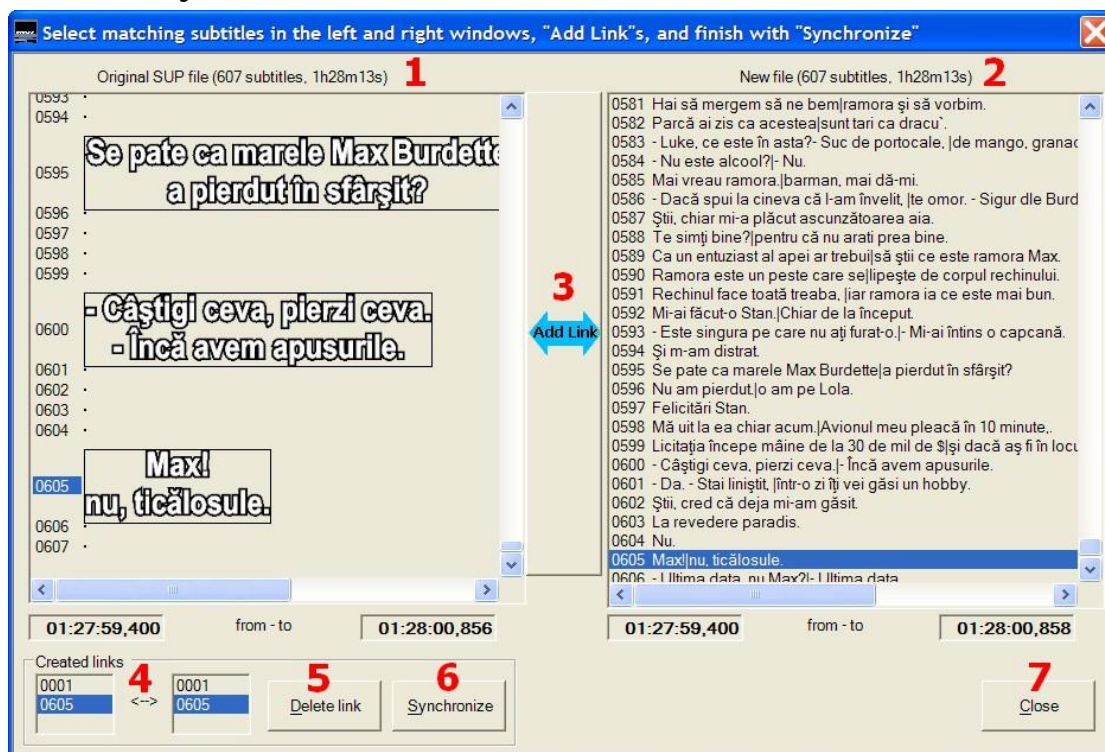 Select matching subtitles in the left and right windows, "Add Link"s, and finish with "Synchronize"
Original SUP file (607 subtitles, 1h28m13s) 1
New file (607 subtitles, 1h28m13s) 2
0593 ·
0594 ·
0595 Se pate ca marele Max Burdette
a pierdut în sfârşit?
0596 ·
0597 ·
0598 ·
0599 ·
0600 - Câştigi ceva, pierzi ceva.
- Încă avem apusurile.
0601 ·
0602 ·
0603 ·
0604 ·
0605 Max!
nu, ticălosule.
0606 ·
0607 ·
3
Add Link
0581 Hai să mergem să ne bem|ramora şi să vorbim.
0582 Parcă ai zis ca acestea|sunt tari ca dracu`.
0583 - Luke, ce este în asta?- Suc de portocale, |de mango, granad
0584 - Nu este alcool?|- Nu.
0585 Mai vreau ramora.|barman, mai dă-mi.
0586 - Dacă spui la cineva că l-am învelit, |te omor. - Sigur dle Burd
0587 Ştii, chiar mi-a plăcut ascunzătoarea aia.
0588 Te simţi bine?|pentru că nu arati prea bine.
0589 Ca un entuziast al apei ar trebui|să ştii ce este ramora Max.
0590 Ramora este un peste care se|lipeşte de corpul rechinului.
0591 Rechinul face toată treaba, |iar ramora ia ce este mai bun.
0592 Mi-ai făcut-o Stan.|Chiar de la început.
0593 - Este singura pe care nu aţi furat-o.|- Mi-ai întins o capcană.
0594 Şi m-am distrat.
0595 Se pate ca marele Max Burdette|a pierdut în sfârşit?
0596 Nu am pierdut.|o am pe Lola.
0597 Felicitări Stan.
0598 Mă uit la ea chiar acum.|Avionul meu pleacă în 10 minute,.
0599 Licitaţia începe mâine de la 30 de mil de $|şi dacă aş fi în locu
0600 - Câştigi ceva, pierzi ceva.|- Încă avem apusurile.
0601 - Da. - Stai liniştit, |într-o zi îţi vei găsi un hobby.
0602 Ştii, cred că deja mi-am găsit.
0603 La revedere paradis.
0604 Nu.
0605 Max!|nu, ticălosule.
0606 - Ultima data, nu Max?|- Ultima data.
01:27:59,400 from - to 01:28:00,856
01:27:59,400 from - to 01:28:00,858
Created links
0001 4 0001
0605 <--> 0605
5
Delete link
6
Synchronize
7
Close